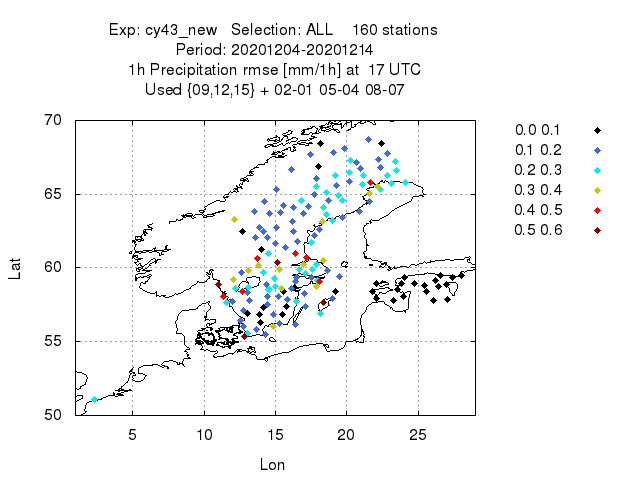 Exp: cy43_new   Selection: ALL    160 stations
Period: 20201204-20201214
1h Precipitation rmse [mm/1h] at  17 UTC
Used {09,12,15} + 02-01 05-04 08-07
70
65
60
55
50
5 10 15 20 25
Lat
Lon
0.0 0.1
0.1 0.2
0.2 0.3
0.3 0.4
0.4 0.5
0.5 0.6